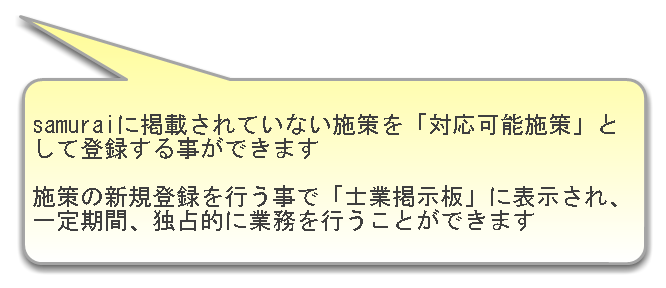 samuraiに掲載されていない施策を「対応可能施策」と
して登録する事ができます
施策の新規登録を行う事で「士業掲示板」に表示され、
一定期間、独占的に業務を行うことができます